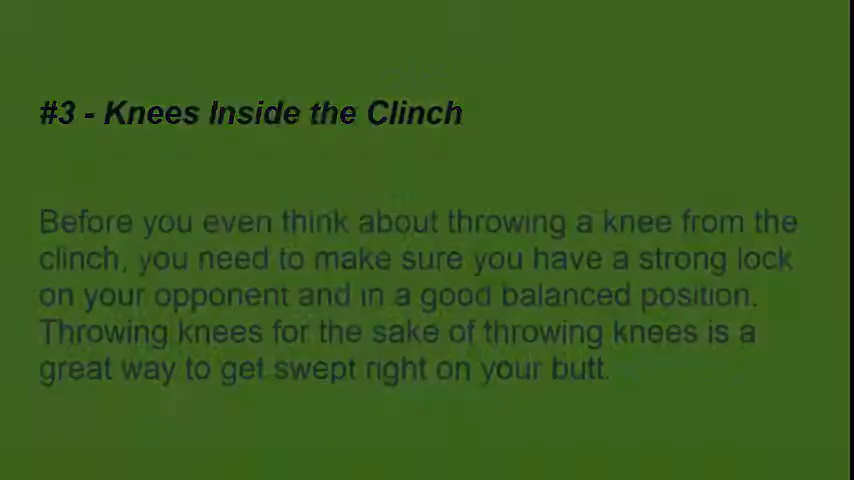 #3 - Knees Inside the Clinch
Before you even think about throwing a knee from the
clinch, you need to make sure you have a strong lock
on your opponent and in a good balanced position.
Throwing knees for the sake of throwing knees is a
great way to get swept right on your butt.